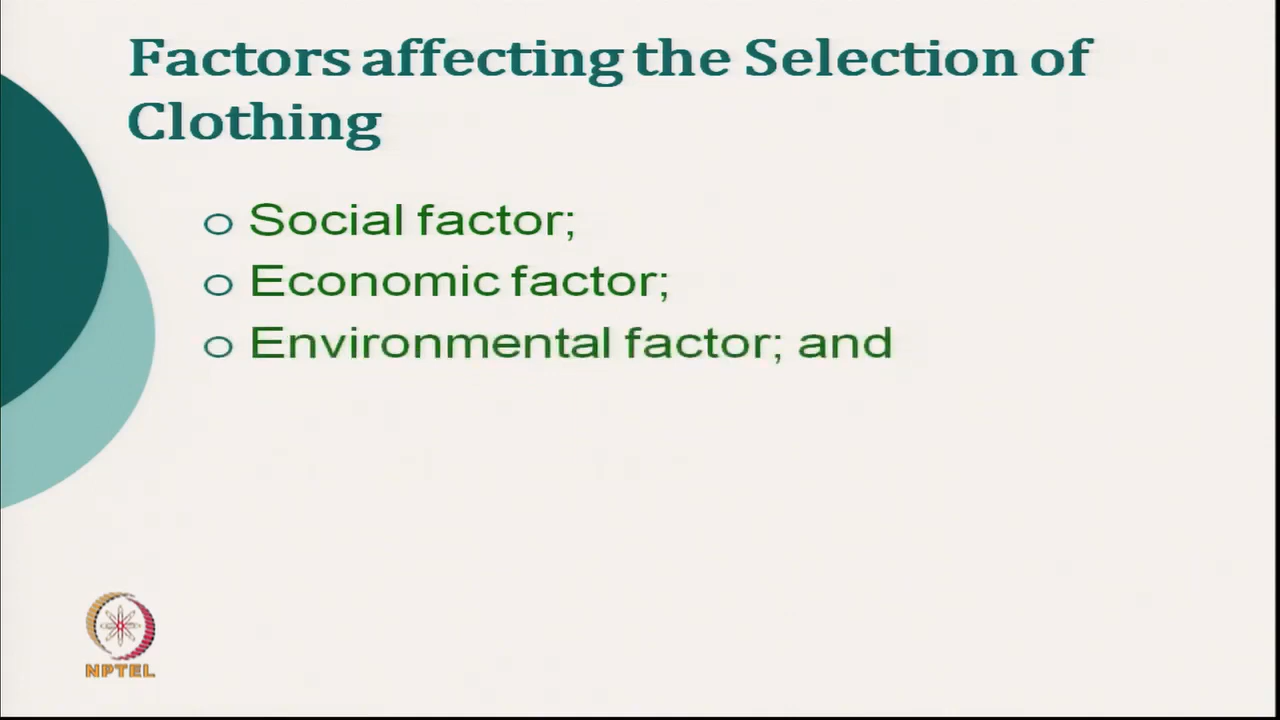 Factors affecting the Selection of
Clothing
Social factor;
Economic factor;
Environmental factor; and
NPTEL